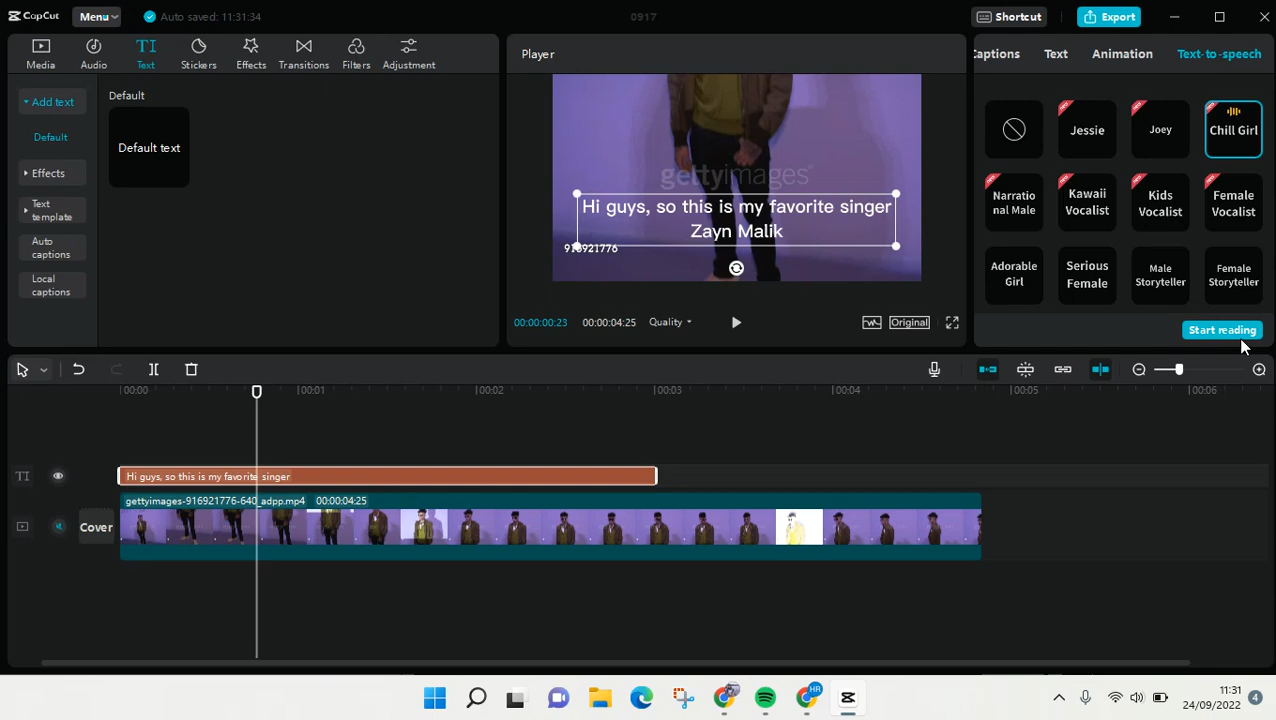 CapCut
Menu
Auto saved: 11:31:34
0917
Shortcut
Export
Media
Audio
Text
Stickers
Effects
Transitions
Filters
Adjustment
Add text
Default
Effects
Text
template
Auto
captions
Local
captions
Default
Default text
Player
gettyimages®
Hi guys, so this is my favorite singer
Zayn Malik
916921776
00:00:00:23
00:00:04:25
Quality
Original
Captions
Text
Animation
Text-to-speech
Jessie
Joey
Chill Girl
Narratio
nal Male
Kawaii
Vocalist
Kids
Vocalist
Female
Vocalist
Adorable
Girl
Serious
Female
Male
Storyteller
Female
Storyteller
Start reading
00:00
00:01
00:02
00:03
00:04
00:05
00:06
TI
Hi guys, so this is my favorite singer
gettyimages-916921776-640_adpp.mp4 00:00:04:25
Cover
HR
11:31
24/09/2022
4